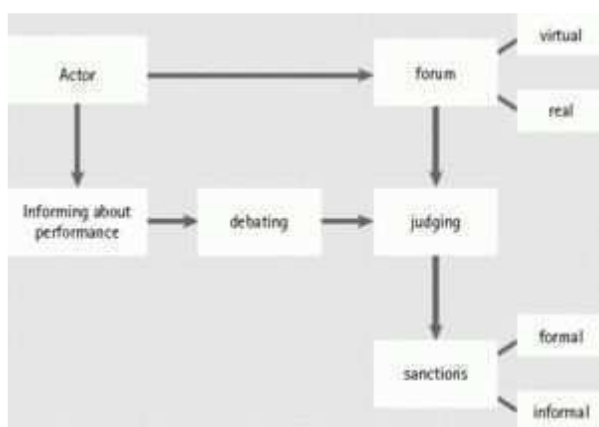 virtual
Actor
forum
real
Informing about
performance
debating
judging
formal
sanctions
informal